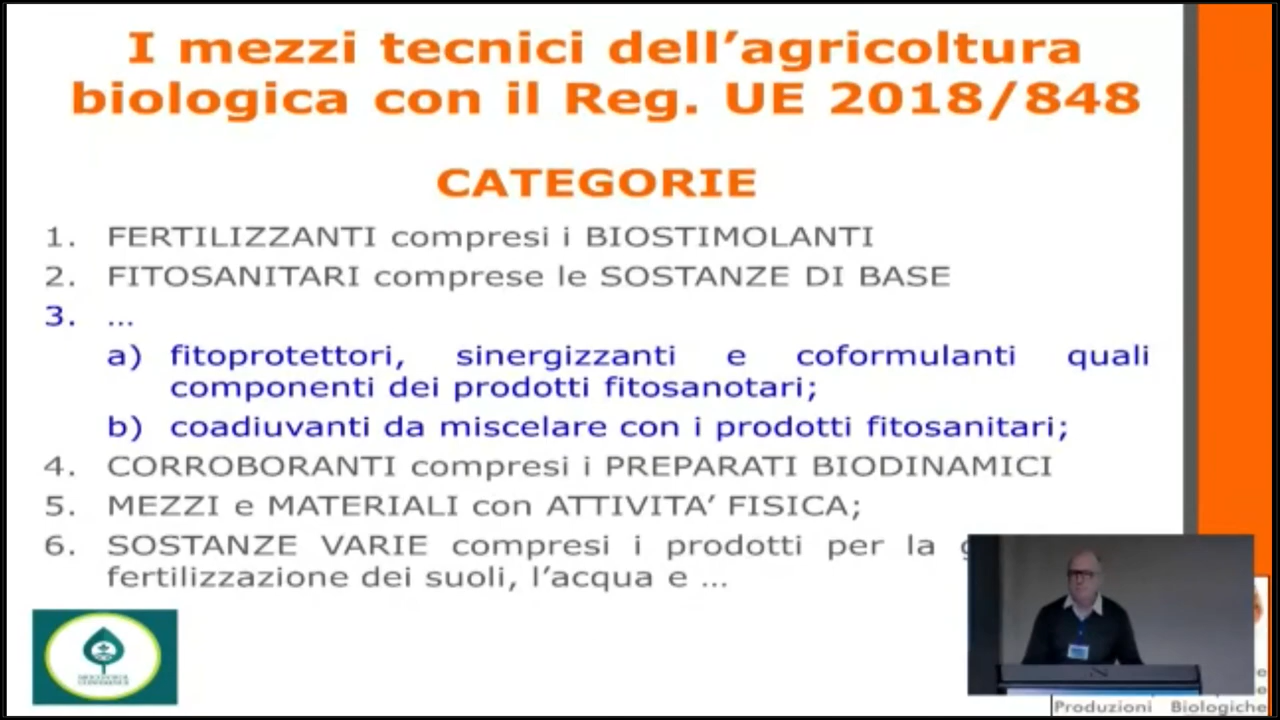 I mezzi tecnici dell’agricoltura
biologica con il Reg. UE 2018/848
CATEGORIE
1. FERTILIZZANTI compresi i BIOSTIMOLANTI
2. FITOSANITARI comprese le SOSTANZE DI BASE
3. …
a) fitoprotettori, sinergizzanti e coformulanti quali
componenti dei prodotti fitosanotari;
b) coadiuvanti da miscelare con i prodotti fitosanitari;
4. CORROBORANTI compresi i PREPARATI BIODINAMICI
5. MEZZI e MATERIALI con ATTIVITA’ FISICA;
6. SOSTANZE VARIE compresi i prodotti per la
fertilizzazione dei suoli, l’acqua e …
Produzioni Biologiche